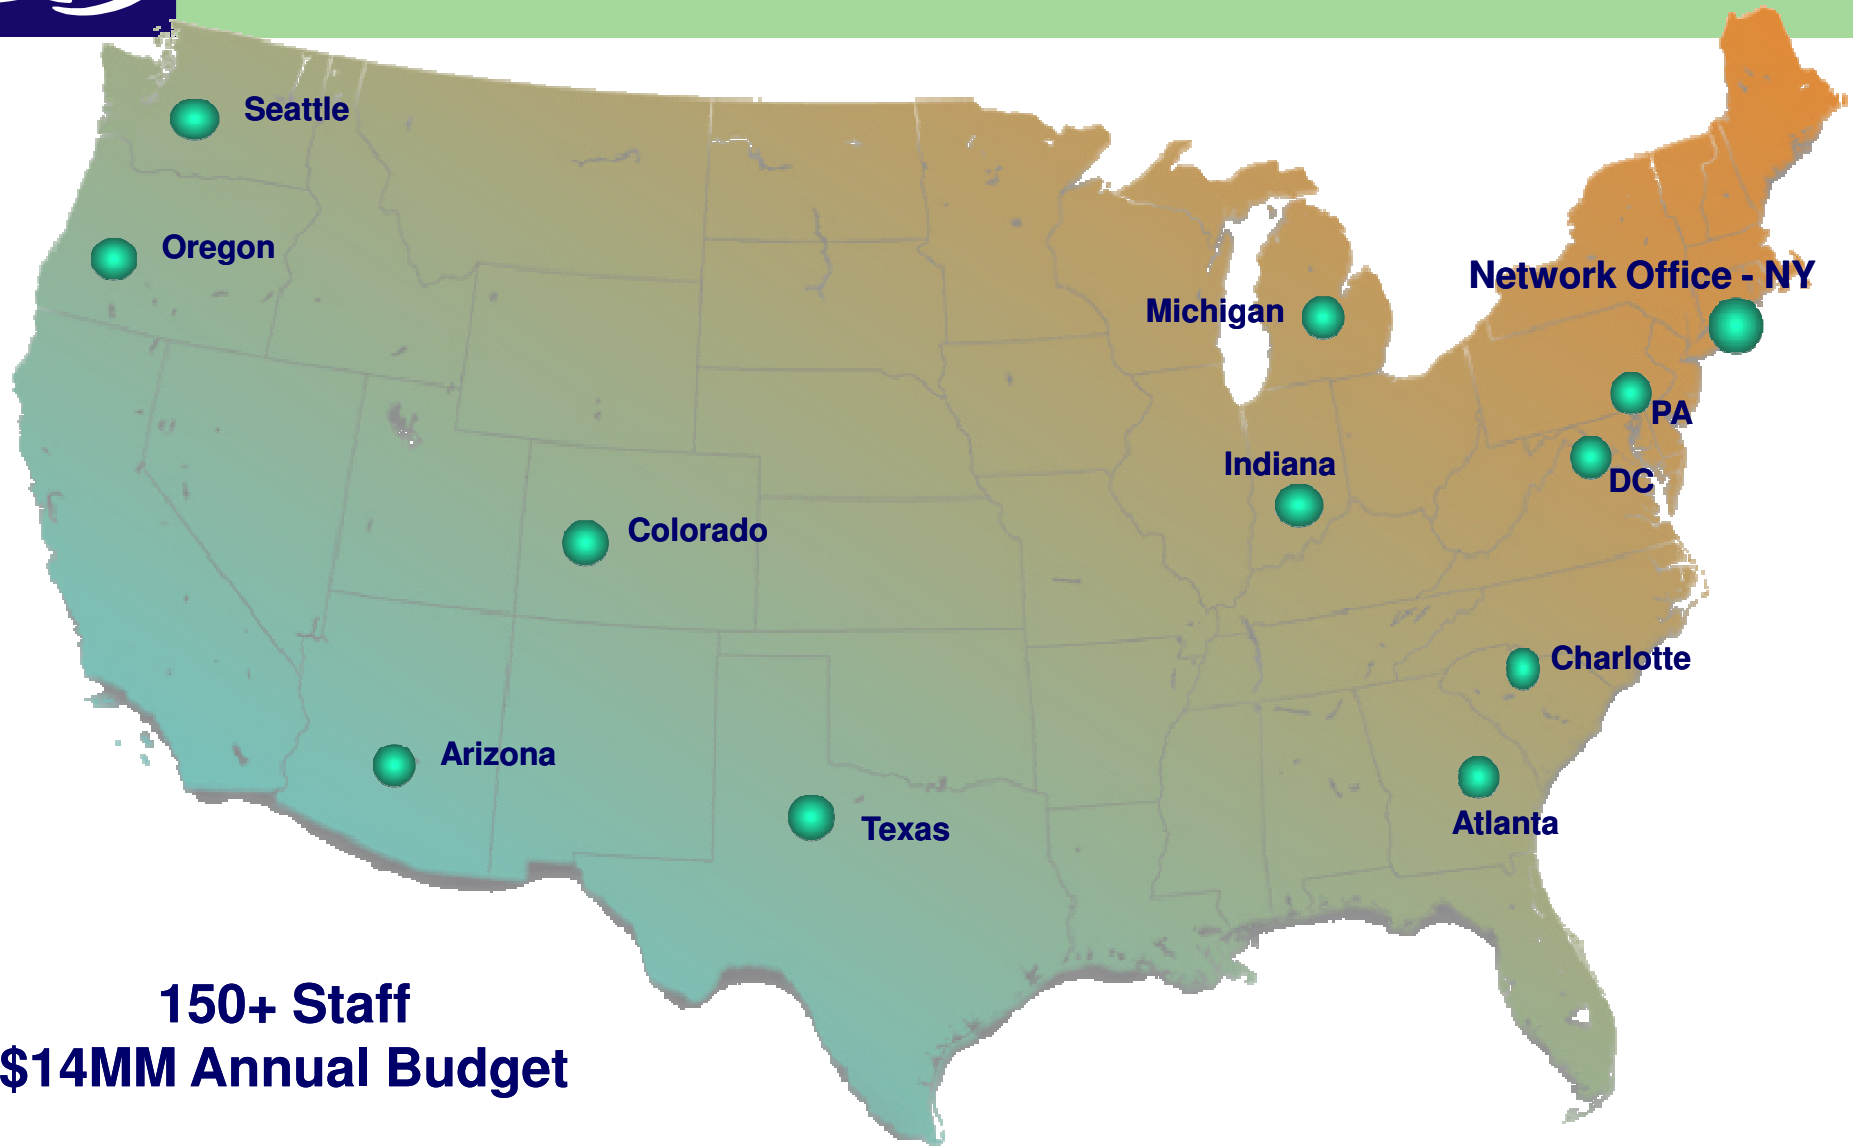 Seattle
Oregon
Network Office - NY
Michigan
PA
Indiana
DC
Colorado
Charlotte
Arizona
Texas
Atlanta
150+ Staff
$14MM Annual Budget